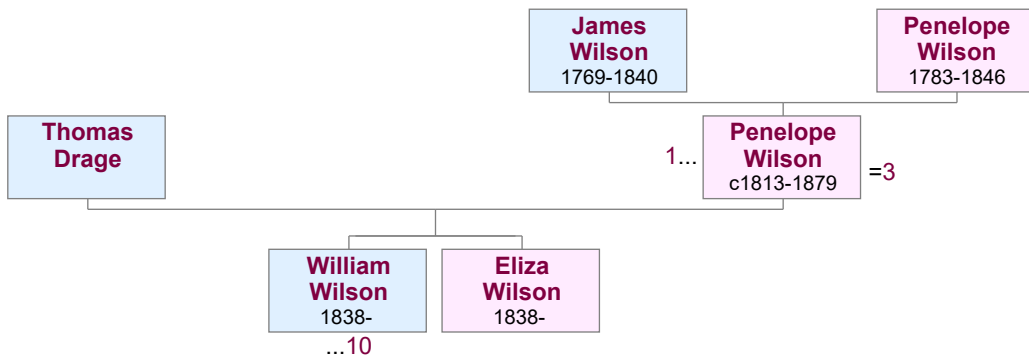 James
Wilson
1769-1840
Penelope
Wilson
1783-1846
Thomas
Drage
1...
Penelope
Wilson
c1813-1879
=3
William
Wilson
1838-
...10
Eliza
Wilson
1838-